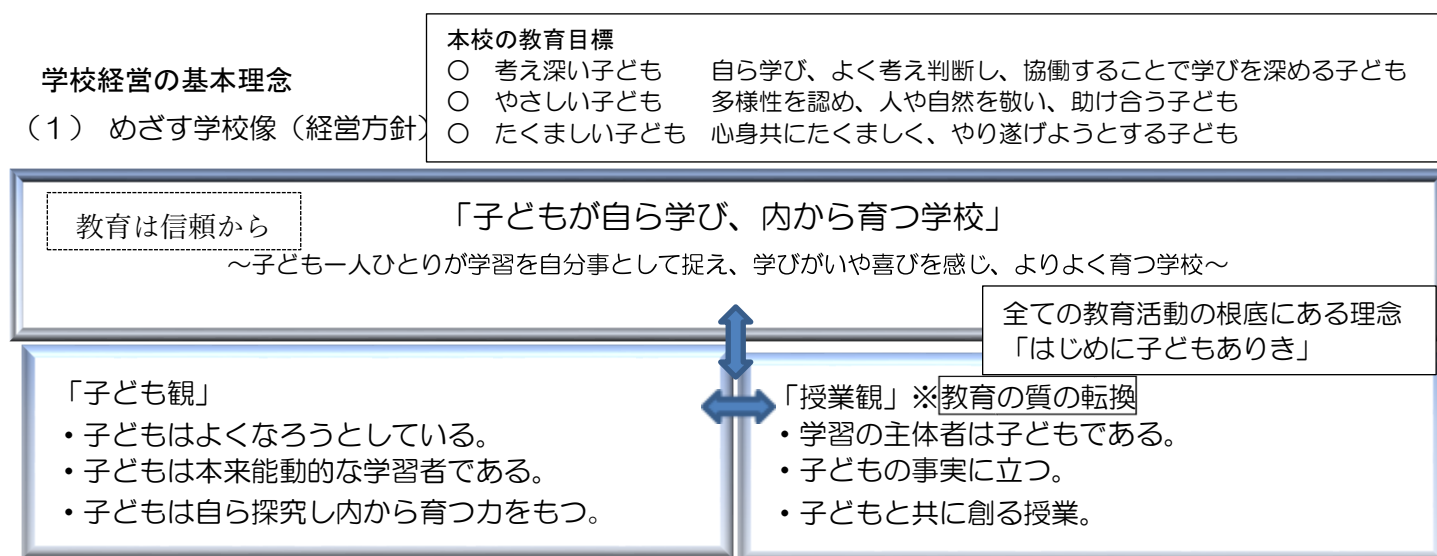 本校の教育目標
○　考え深い子ども　　自ら学び、よく考え判断し、協働することで学びを深める子ども
○　やさしい子ども　　多様性を認め、人や自然を敬い、助け合う子ども
○　たくましい子ども　心身共にたくましく、やり遂げようとする子ども
学校経営の基本理念
（１）　めざす学校像（経営方針）
教育は信頼から
「子どもが自ら学び、内から育つ学校」
～子ども一人ひとりが学習を自分事として捉え、学びがいや喜びを感じ、よりよく育つ学校～
全ての教育活動の根底にある理念
「はじめに子どもありき」
「子ども観」
・子どもはよくなろうとしている。
・子どもは本来能動的な学習者である。
・子どもは自ら探究し内から育つ力をもつ。
「授業観」※教育の質の転換
・学習の主体者は子どもである。
・子どもの事実に立つ。
・子どもと共に創る授業。